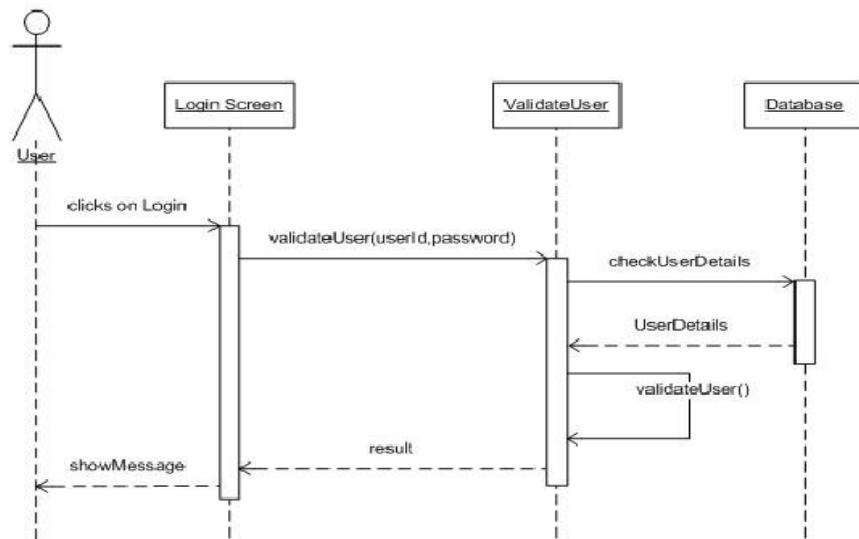 Login Screen
ValidateUser
Database
User
clicks on Login
validateUser(userId,password)
checkUserDetails
UserDetails
validateUser()
result
showMessage